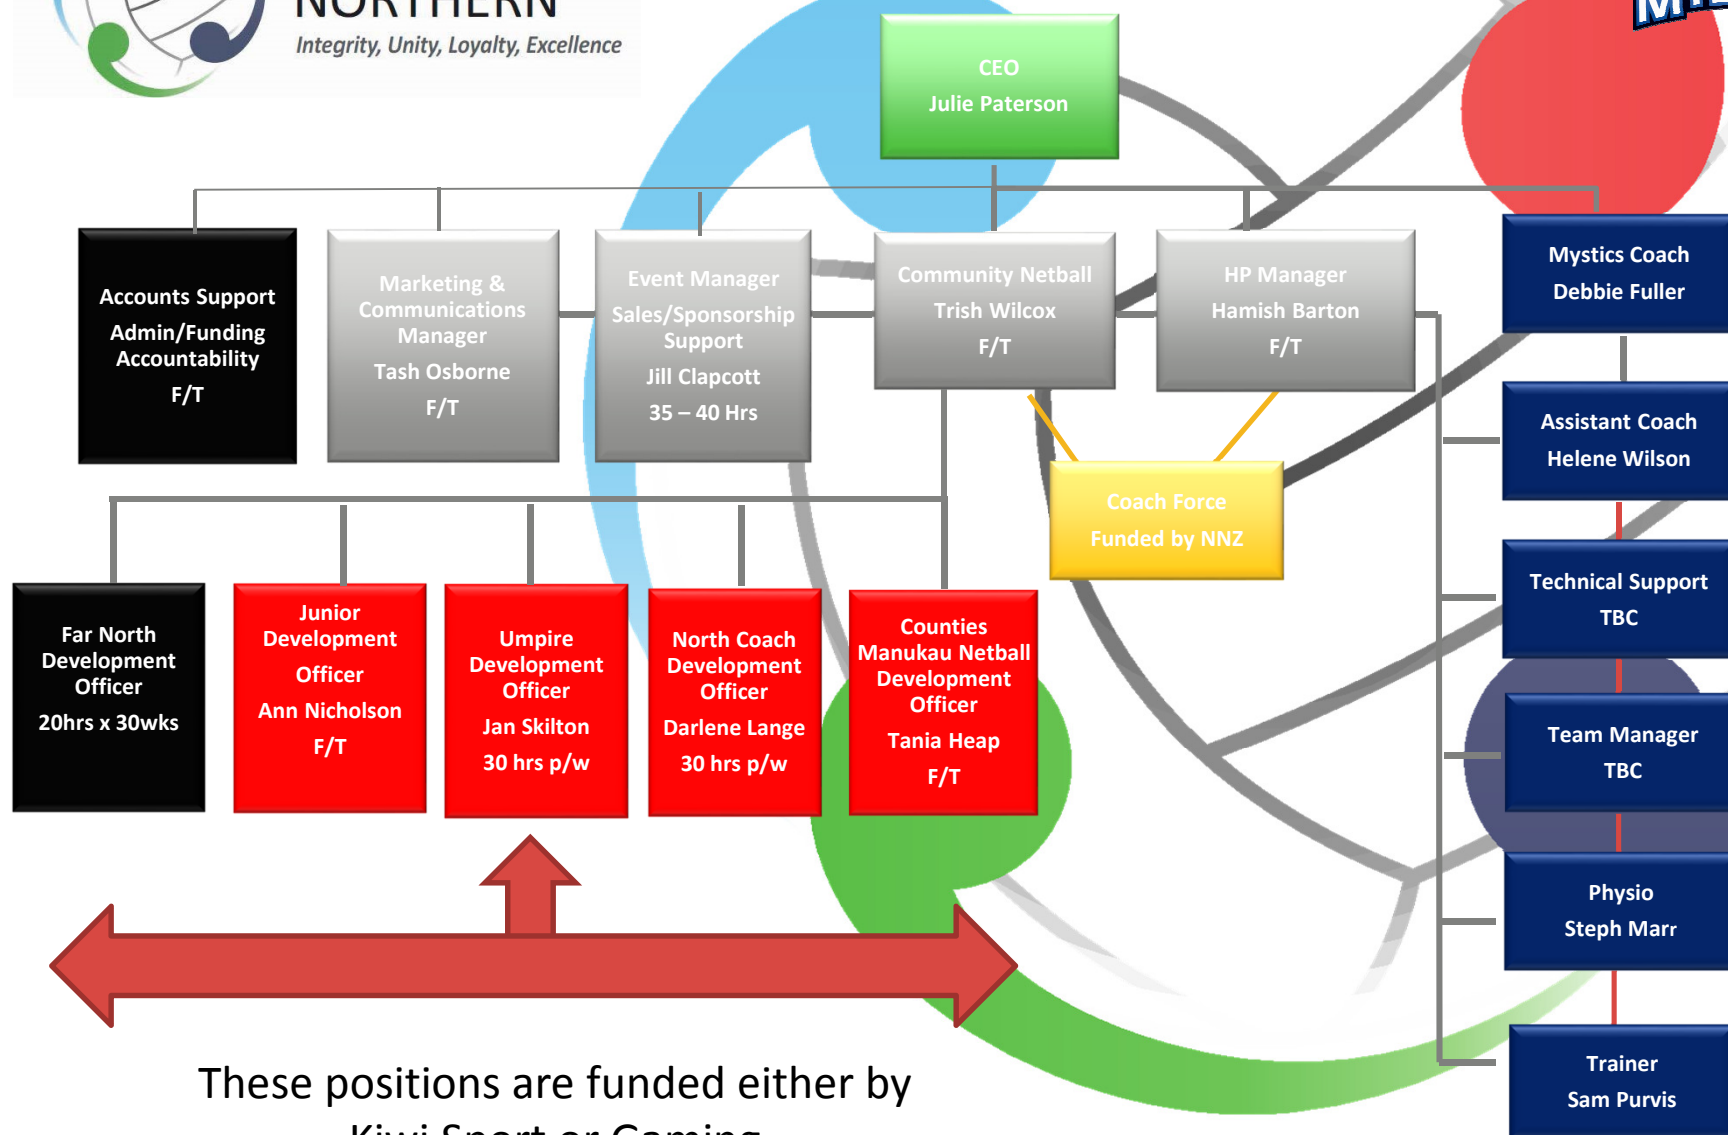 NORTHERN
Integrity, Unity, Loyalty, Excellence
CEO
Julie Paterson
Accounts Support
Admin/Funding
Accountability
F/T
Marketing &
Communications
Manager
Tash Osborne
F/T
Event Manager
Sales/Sponsorship
Support
Jill Clapcott
35 – 40 Hrs
Community Netball
Trish Wilcox
F/T
HP Manager
Hamish Barton
F/T
Mystics Coach
Debbie Fuller
Assistant Coach
Helene Wilson
Coach Force
Funded by NNZ
Technical Support
TBC
Team Manager
TBC
Physio
Steph Marr
Trainer
Sam Purvis
Far North
Development
Officer
20hrs x 30wks
Junior
Development
Officer
Ann Nicholson
F/T
Umpire
Development
Officer
Jan Skilton
30 hrs p/w
North Coach
Development
Officer
Darlene Lange
30 hrs p/w
Counties
Manukau Netball
Development
Officer
Tania Heap
F/T
These positions are funded either by
Kiwi Sport or Gaming